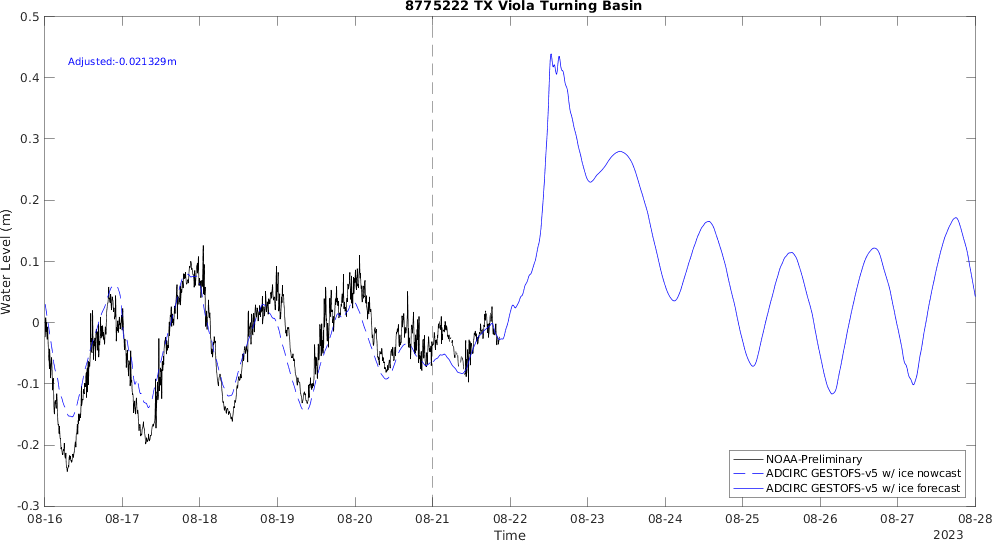 8775222 TX Viola Turning Basin
Adjusted:-0.021329m
Water Level (m)
0.5
0.4
0.3
0.2
0.1
0
-0.1
-0.2
-0.3
NOAA-Preliminary
ADCIRC GESTOFS-v5 w/ ice nowcast
ADCIRC GESTOFS-v5 w/ ice forecast
08-16 08-17 08-18 08-19 08-20 08-21 08-22 08-23 08-24 08-25 08-26 08-27 08-28
Time
2023